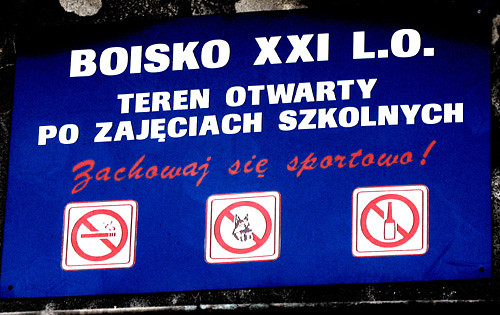 BOISKO XXI L.O.
TEREN OTWARTY
PO ZAJĘCIACH SZKOLNYCH
Zachowaj się sportowo!